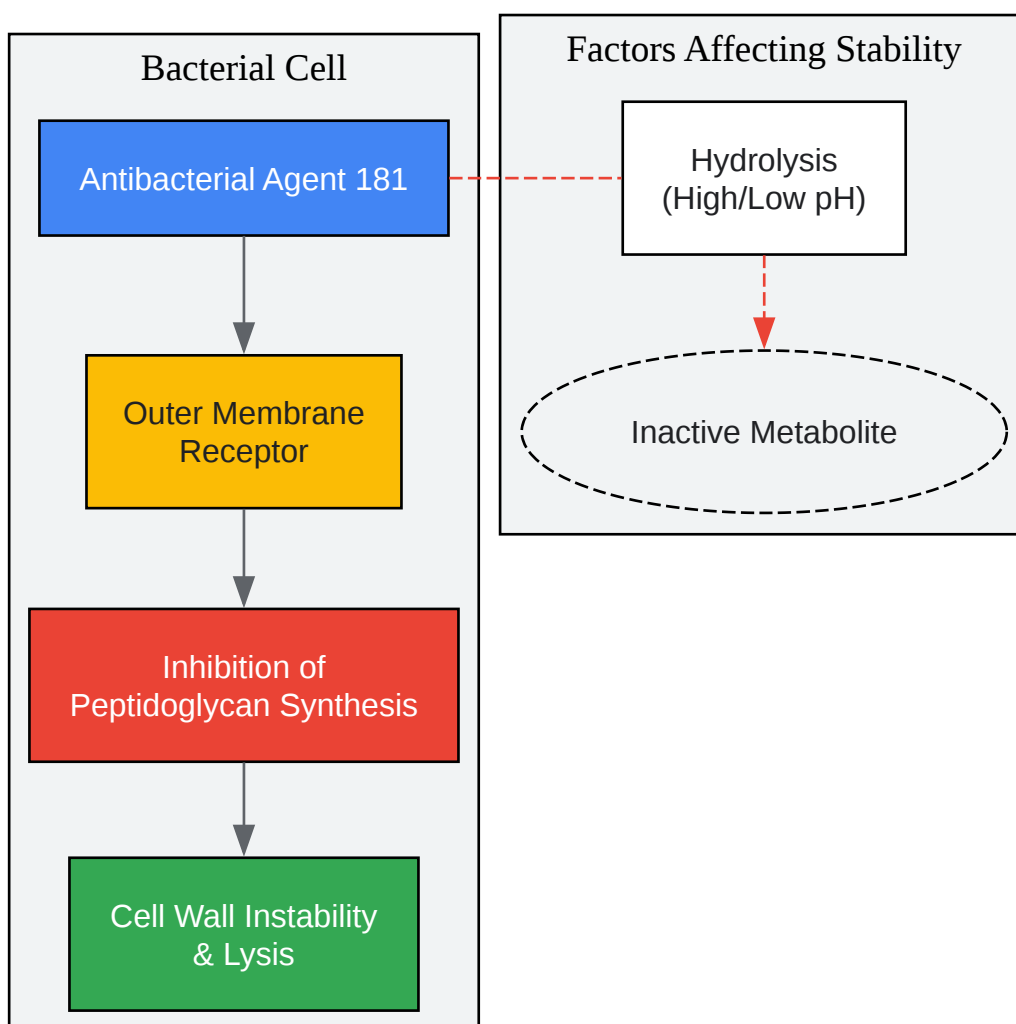 Bacterial Cell
Antibacterial Agent 181
Outer Membrane
Receptor
Inhibition of
Peptidoglycan Synthesis
Cell Wall Instability
& Lysis
Factors Affecting Stability
Hydrolysis
(High/Low pH)
Inactive Metabolite